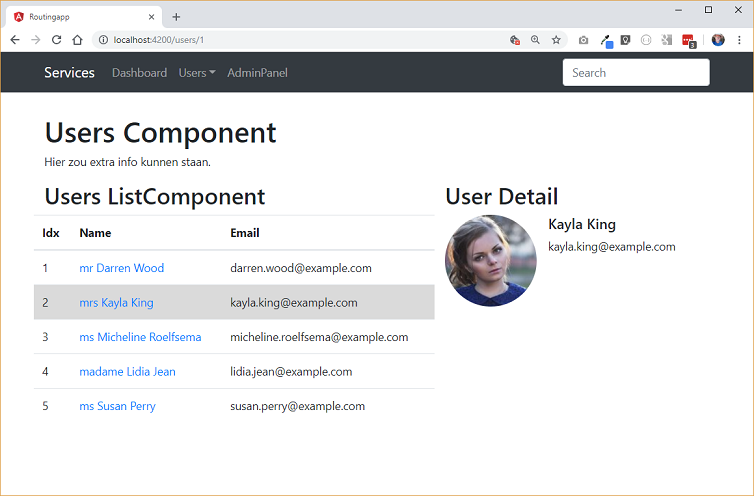 Routingapp
localhost:4200/users/1
3
Services Dashboard Users AdminPanel Search
Users Component
Hier zou extra info kunnen staan.
Users ListComponent
Idx Name Email
1 mr Darren Wood darren.wood@example.com
2 mrs Kayla King kayla.king@example.com
3 ms Micheline Roelfsema micheline.roelfsema@example.com
4 madame Lidia Jean lidia.jean@example.com
5 ms Susan Perry susan.perry@example.com
User Detail
Kayla King
kayla.king@example.com